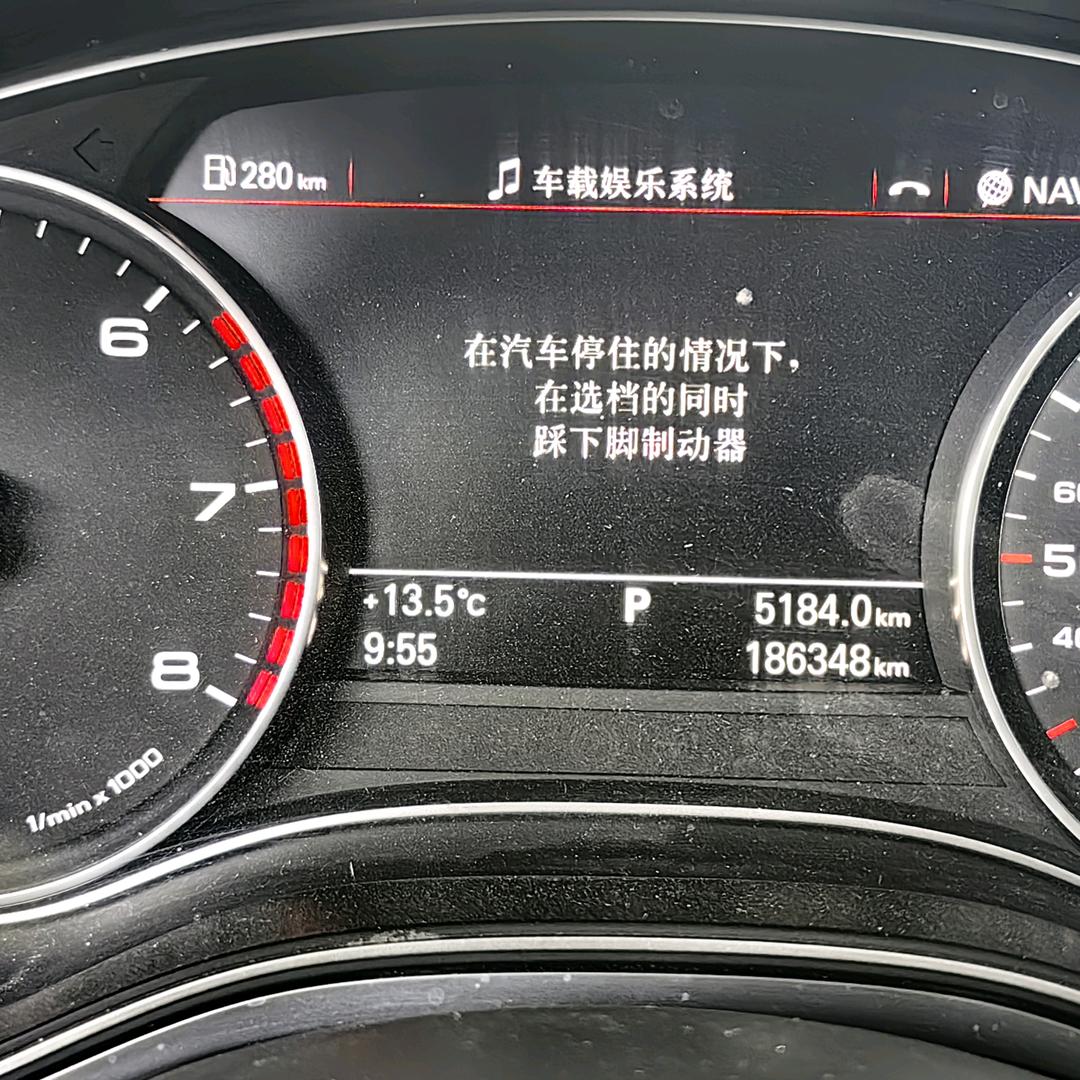 280 km
车载娱乐系统
NAV
在汽车停住的情况下，
在选档的同时
踩下脚制动器
6
7
8
1/min x 1000
+13.5°C
P
5184.0 km
9:55
186348 km